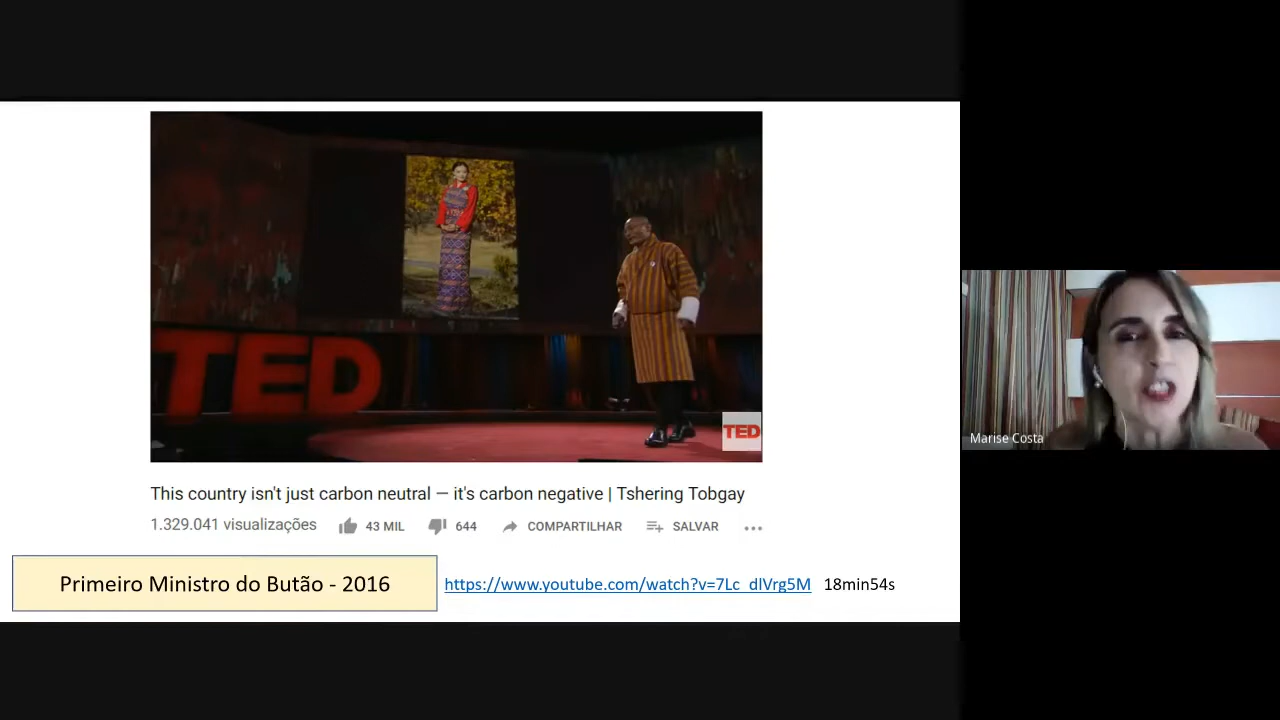 TED
TED
This country isn't just carbon neutral — it's carbon negative | Tshering Tobgay
1.329.041 visualizações 43 MIL 644 COMPARTILHAR SALVAR ...
Primeiro Ministro do Butão - 2016 https://www.youtube.com/watch?v=7Lc_dlVrg5M 18min54s
Marise Costa